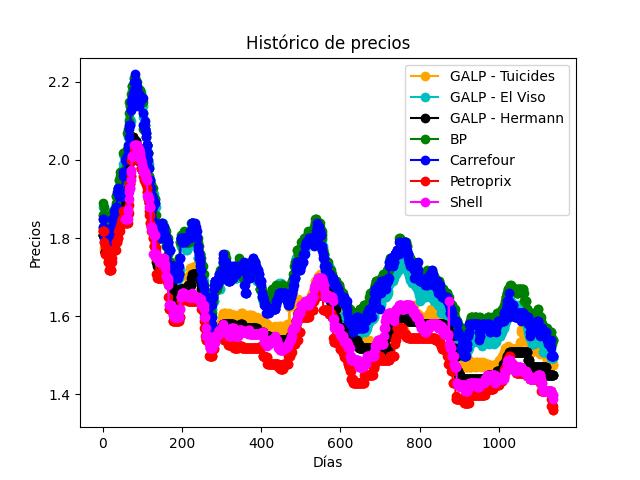 Histórico de precios
GALP - Tuicides
GALP - El Viso
GALP - Hermann
BP
Carrefour
Petroprix
Shell
Precios
2.2
2.0
1.8
1.6
1.4
0 200 400 600 800 1000
Días